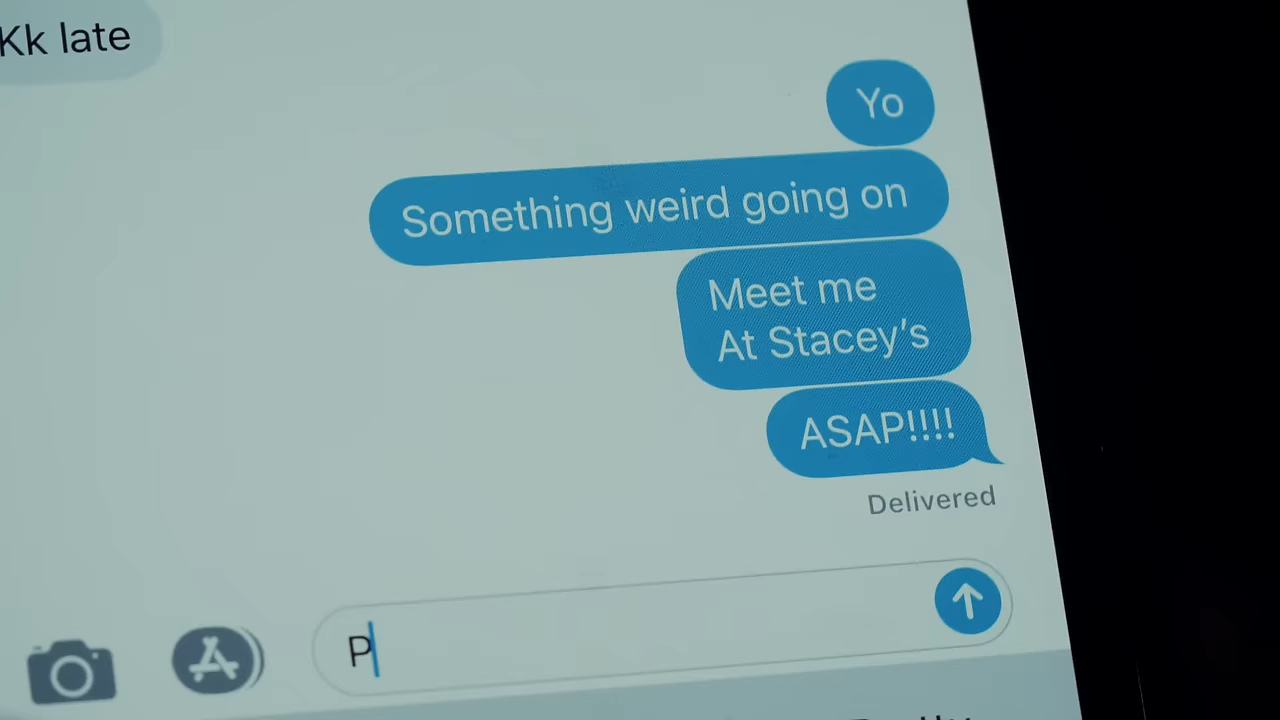 Kk late
Yo
Something weird going on
Meet me
At Stacey’s
ASAP!!!!
Delivered
P